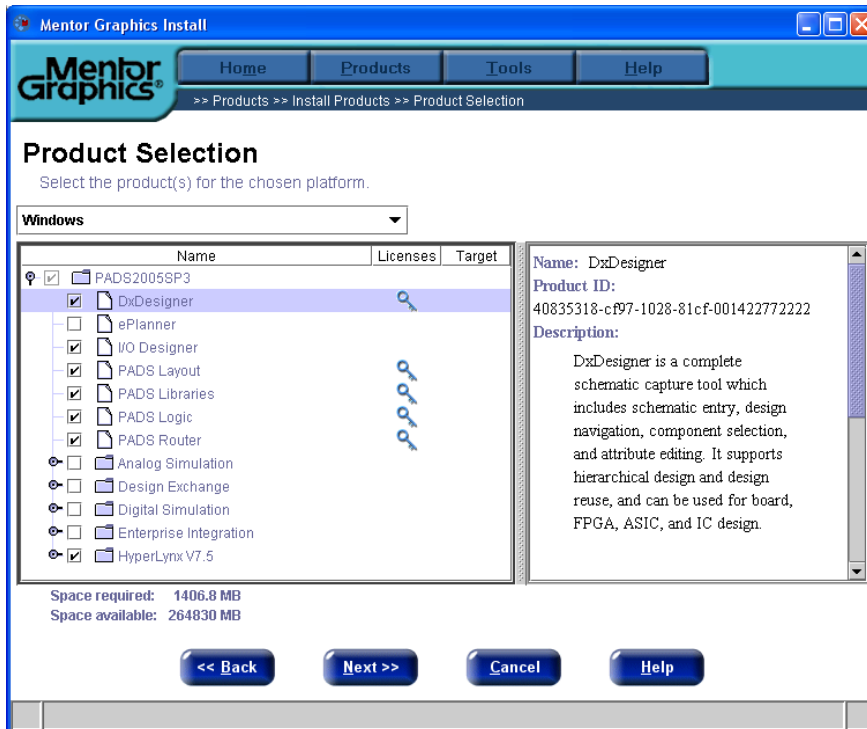 Mentor Graphics Install
Mentor
Graphics®
Home Products Tools Help
>> Products >> Install Products >> Product Selection
Product Selection
Select the product(s) for the chosen platform.
Windows
Name Licenses Target
PADS2005SP3
DxDesigner
ePlanner
I/O Designer
PADS Layout
PADS Libraries
PADS Logic
PADS Router
Analog Simulation
Design Exchange
Digital Simulation
Enterprise Integration
HyperLynx V7.5
Name: DxDesigner
Product ID:
40835318-cf97-1028-81cf-001422772222
Description:
DxDesigner is a complete
schematic capture tool which
includes schematic entry, design
navigation, component selection,
and attribute editing. It supports
hierarchical design and design
reuse, and can be used for board,
FPGA, ASIC, and IC design.
Space required: 1406.8 MB
Space available: 264830 MB
<< Back Next >> Cancel Help